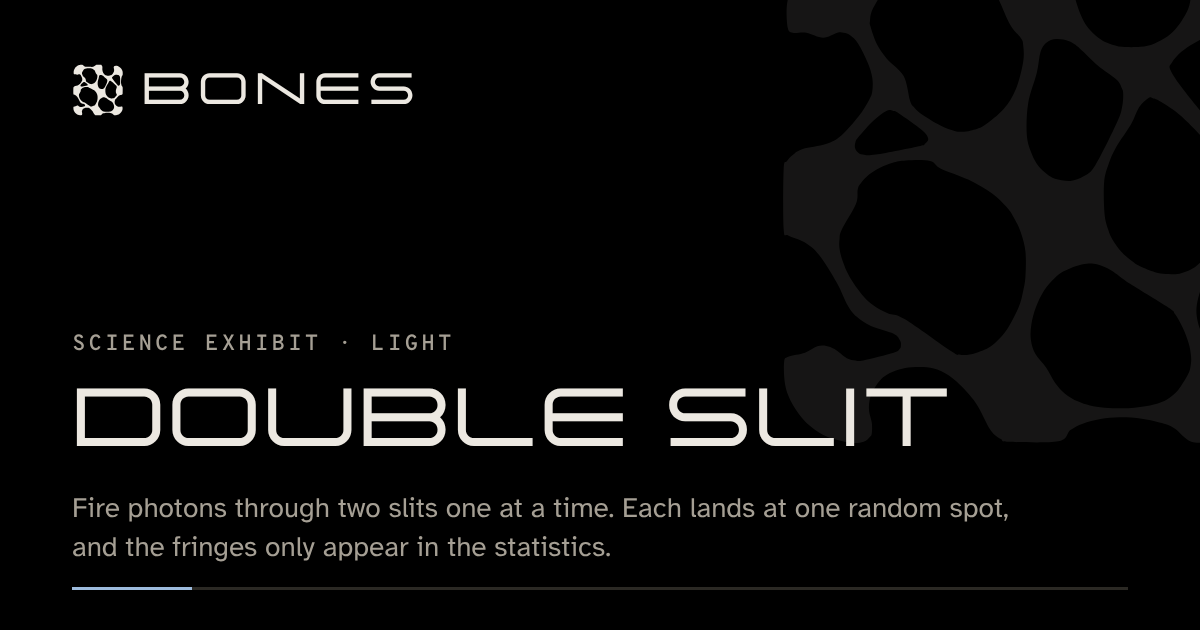 BONES
SCIENCE EXHIBIT · LIGHT
DOUBLE SLIT
Fire photons through two slits one at a time. Each lands at one random spot,
and the fringes only appear in the statistics.